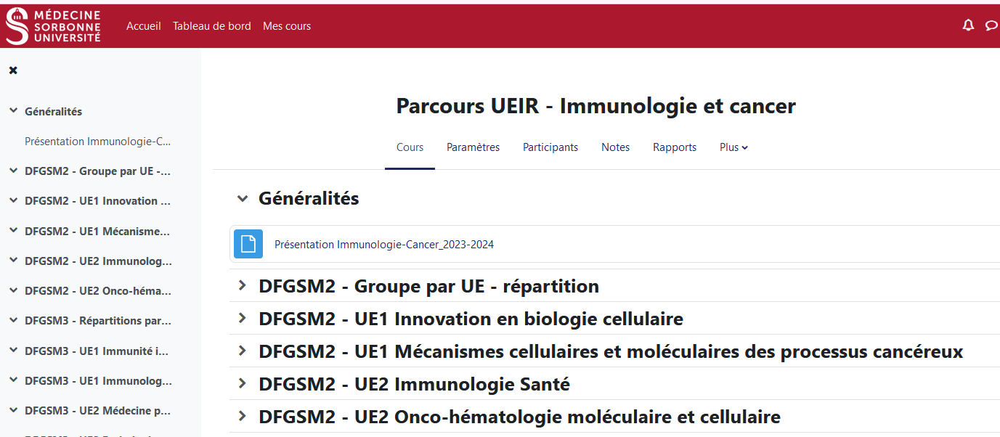 MÉDECINE
SORBONNE
UNIVERSITÉ
Accueil Tableau de bord Mes cours
Généralités
Présentation Immunologie-C...
DFGSM2 - Groupe par UE -...
DFGSM2 - UE1 Innovation ...
DFGSM2 - UE1 Mécanisme...
DFGSM2 - UE2 Immunolog...
DFGSM2 - UE2 Onco-héma...
DFGSM3 - Répartitions par...
DFGSM3 - UE1 Immunité i...
DFGSM3 - UE1 Immunolog...
DFGSM3 - UE2 Médecine p...
Parcours UEIR - Immunologie et cancer
Cours Paramètres Participants Notes Rapports Plus
Généralités
Présentation Immunologie-Cancer_2023-2024
DFGSM2 - Groupe par UE - répartition
DFGSM2 - UE1 Innovation en biologie cellulaire
DFGSM2 - UE1 Mécanismes cellulaires et moléculaires des processus cancéreux
DFGSM2 - UE2 Immunologie Santé
DFGSM2 - UE2 Onco-hématologie moléculaire et cellulaire